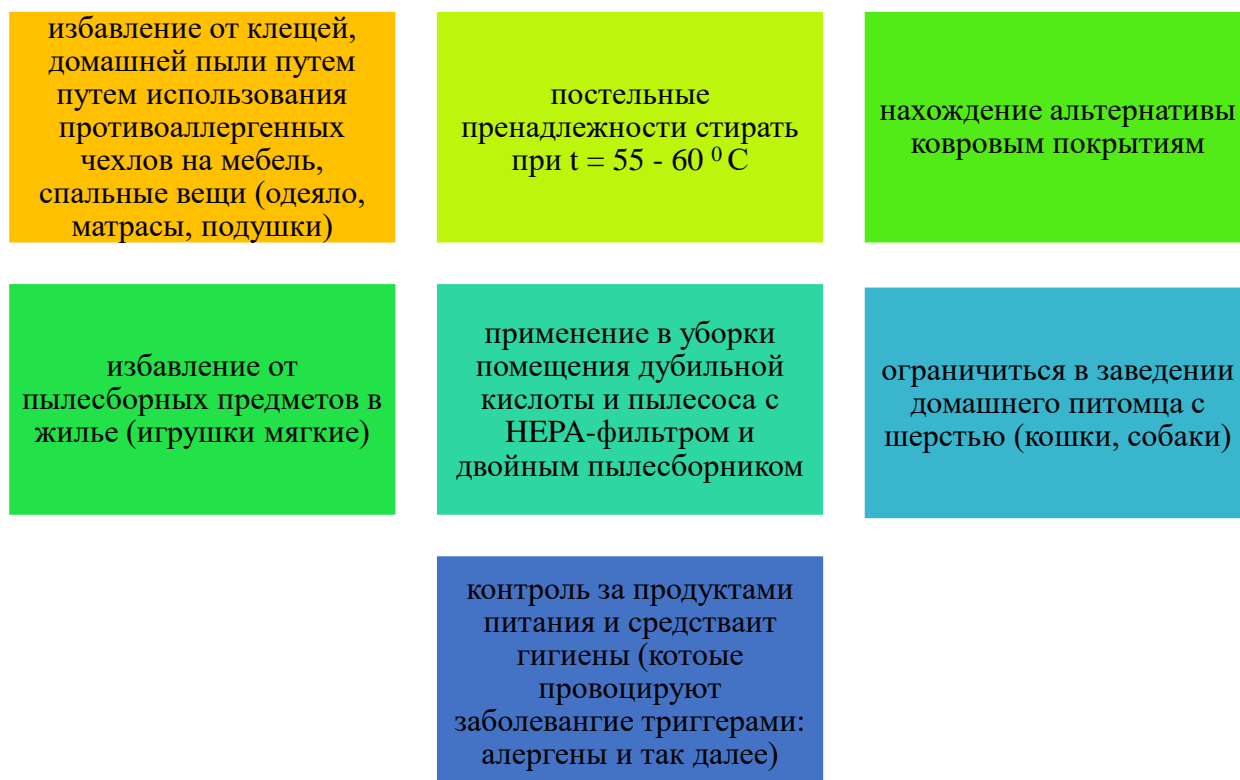 избавление от клещей,
домашней пыли путем
путем использования
противоаллергенных
чехлов на мебель,
спальные вещи (одеяло,
матрасы, подушки)
постельные
пренадлежности стирать
при t = 55 - 60 ⁰ C
нахождение альтернативы
ковровым покрытиям
избавление от
пылесборных предметов в
жилье (игрушки мягкие)
применение в уборки
помещения дубильной
кислоты и пылесоса с
HEPA-фильтром и
двойным пылесборником
ограничиться в заведении
домашнего питомца с
шерстью (кошки, собаки)
контроль за продуктами
питания и средстваит
гигиены (котоые
провоцируют
заболевангие триггерами:
алергены и так далее)